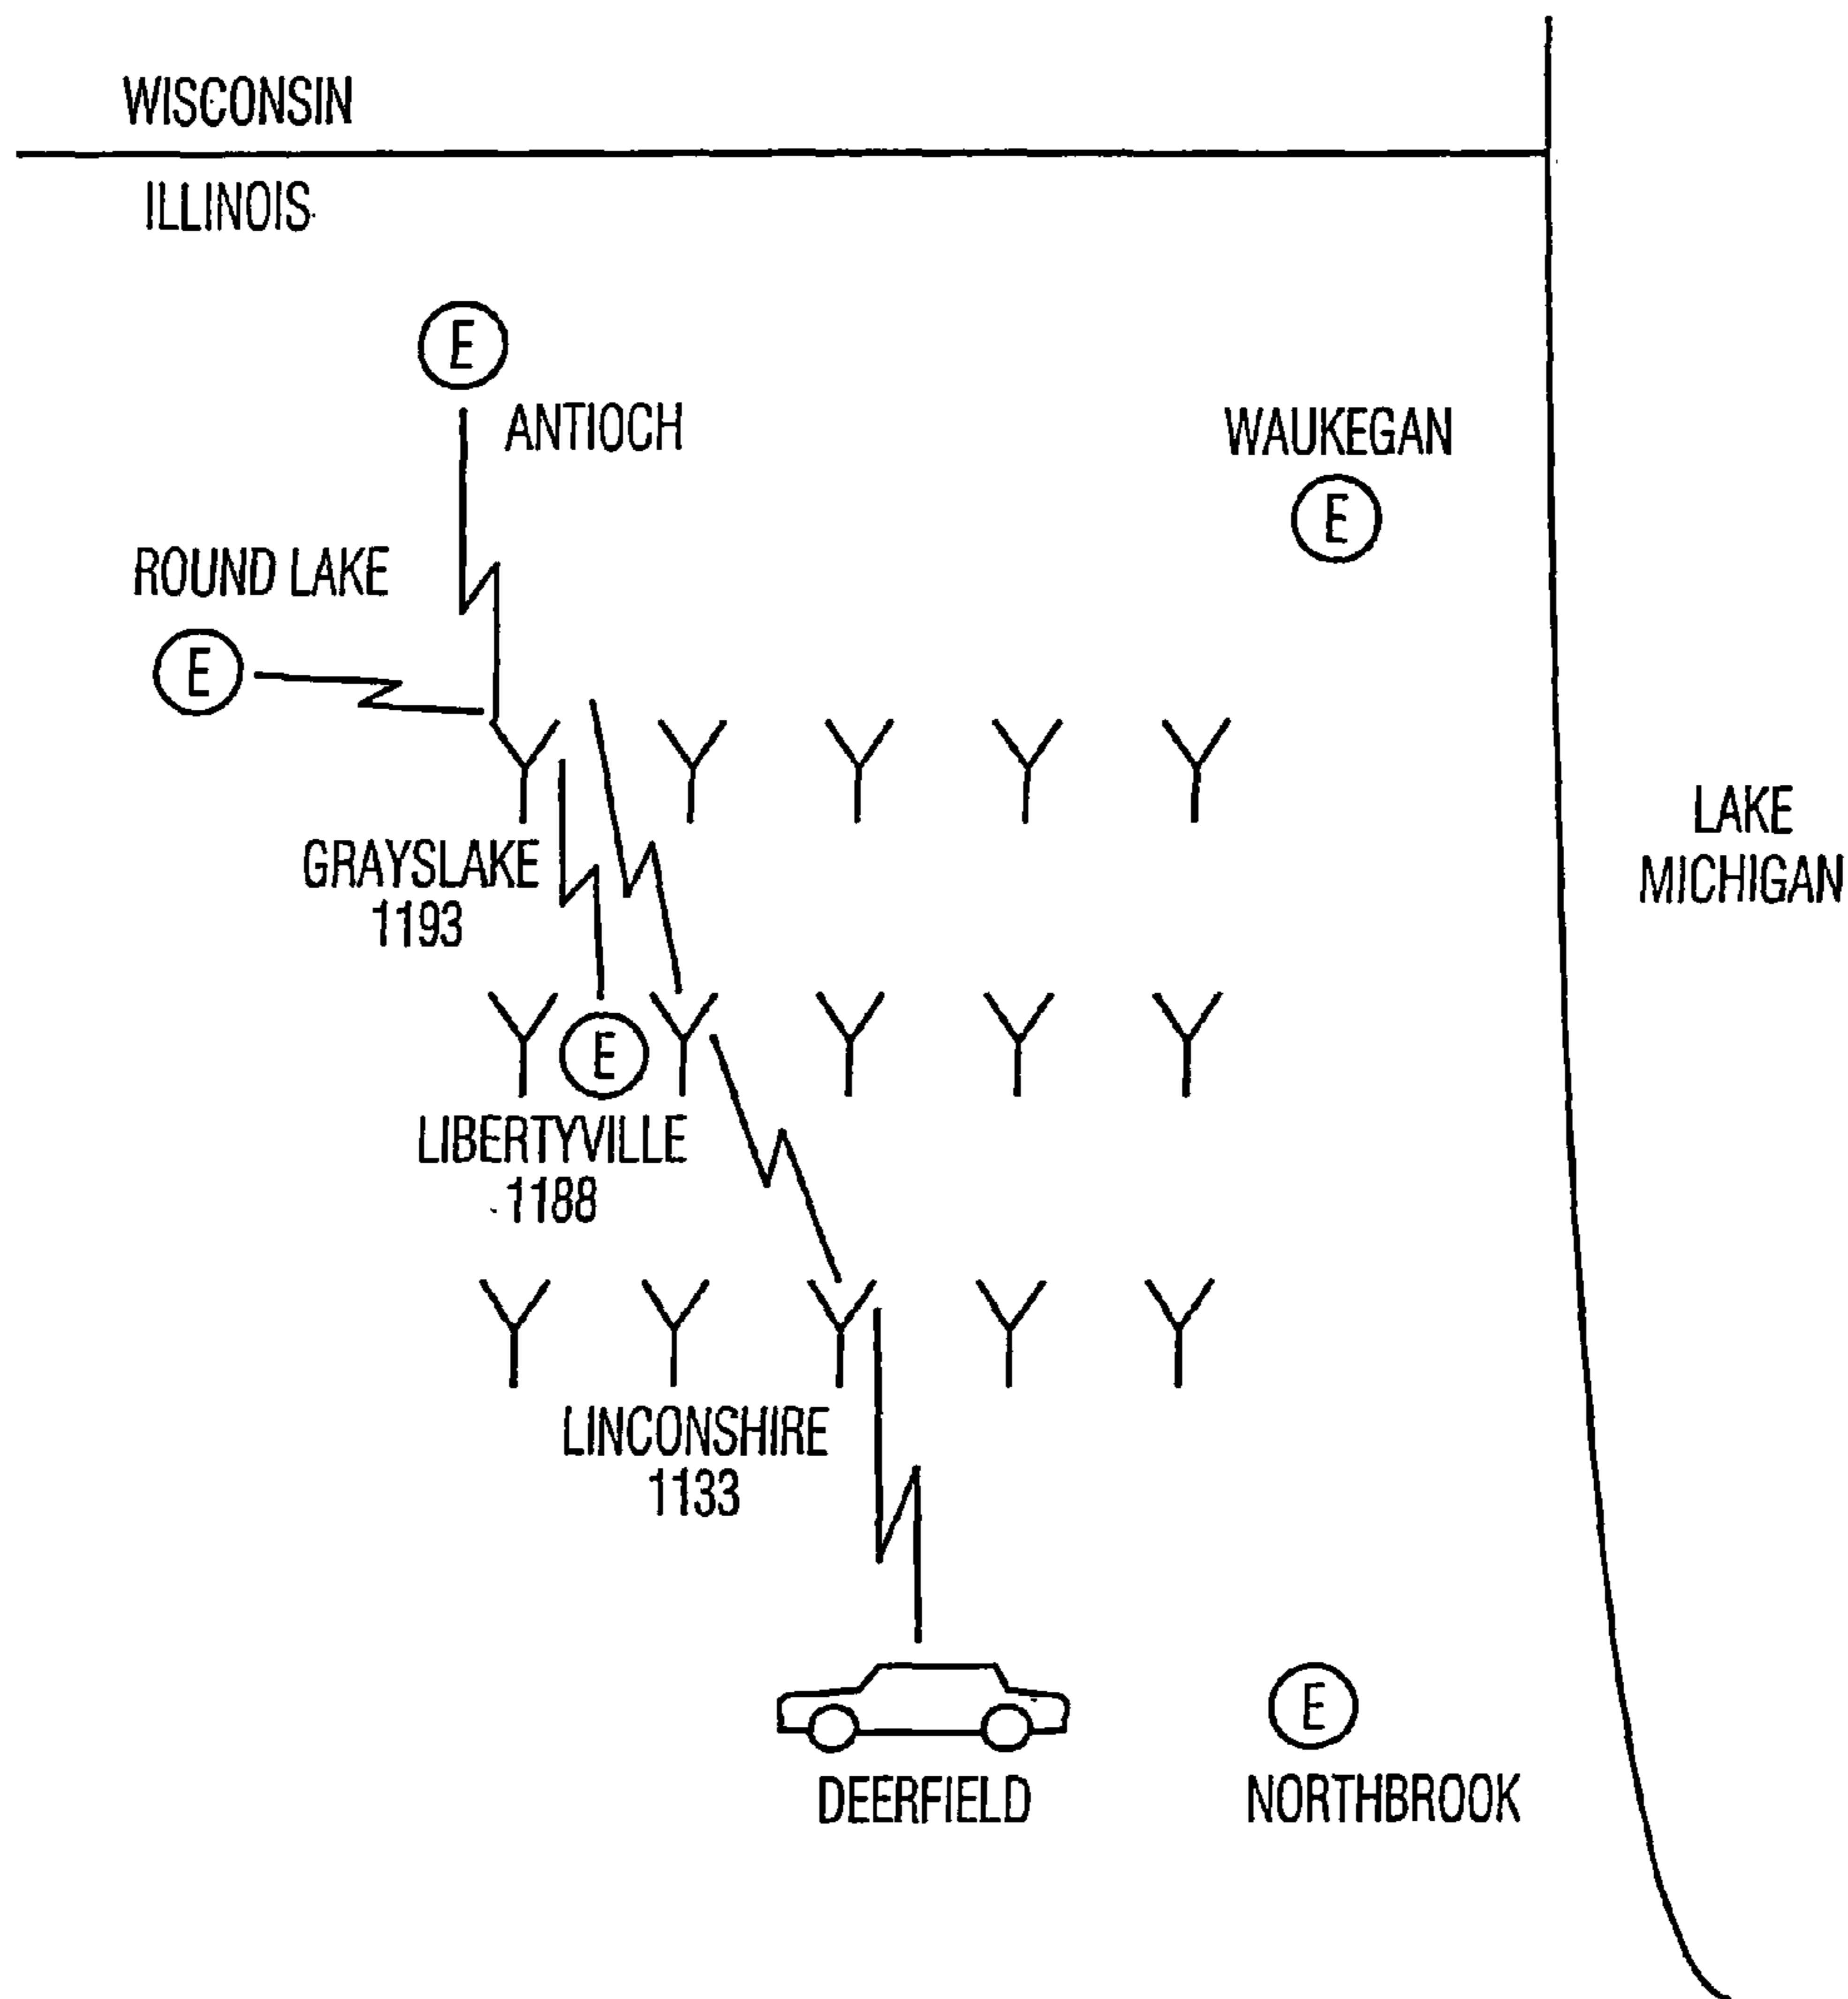 WISCONSIN
ILLINOIS
E
ANTIOCH
WAUKEGAN
E
ROUND LAKE
E
GRAYSLAKE
1193
LAKE
MICHIGAN
E
LIBERTYVILLE
1188
LINCONSHIRE
1133
E
DEERFIELD
NORTHBROOK